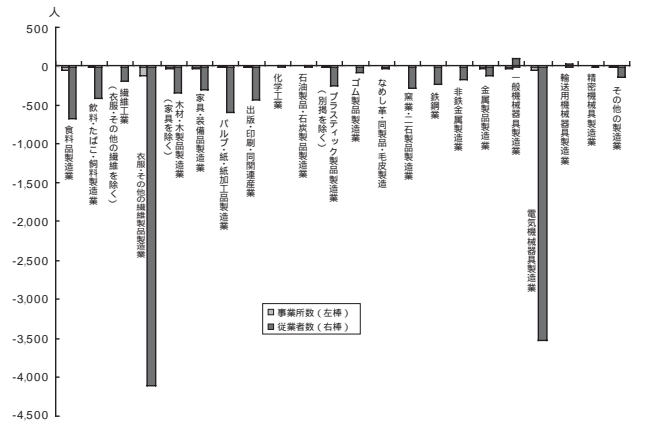 人
500
0
-500
-1,000
-1,500
-2,000
-2,500
-3,000
-3,500
-4,000
-4,500
食料品製造業
飲料・たばこ・飼料製造業
繊維工業
（衣服・その他の繊維を除く）
衣服・その他の繊維製品製造業
木材・木製品製造業
（家具を除く）
家具・装備品製造業
パルプ・紙・紙加工品製造業
出版・印刷・同関連産業
化学工業
石油製品・石炭製品製造業
プラスティック製品製造業
（別掲を除く）
ゴム製品製造業
なめし革・同製品・毛皮製造
窯業・二石製品製造業
鉄鋼業
非鉄金属製造業
金属製品製造業
一般機械器具製造業
電気機械器具製造業
輸送用機械器具製造業
精密機械具製造業
その他の製造業
事業所数（左棒）
従業者数（右棒）